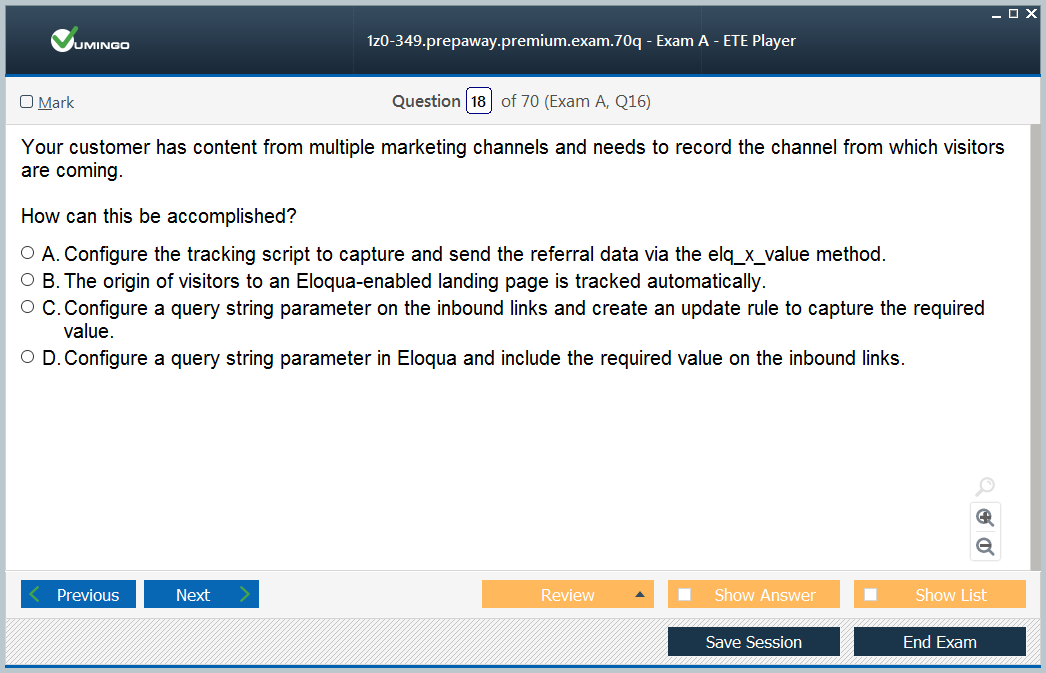 VUMINGO
1z0-349.prepaway.premium.exam.70q - Exam A - ETE Player
Mark
Question 18 of 70 (Exam A, Q16)
Your customer has content from multiple marketing channels and needs to record the channel from which visitors
are coming.
How can this be accomplished?
A. Configure the tracking script to capture and send the referral data via the elq_x_value method.
B. The origin of visitors to an Eloqua-enabled landing page is tracked automatically.
C. Configure a query string parameter on the inbound links and create an update rule to capture the required
value.
D. Configure a query string parameter in Eloqua and include the required value on the inbound links.
Previous
Next
Review
Show Answer
Show List
Save Session
End Exam